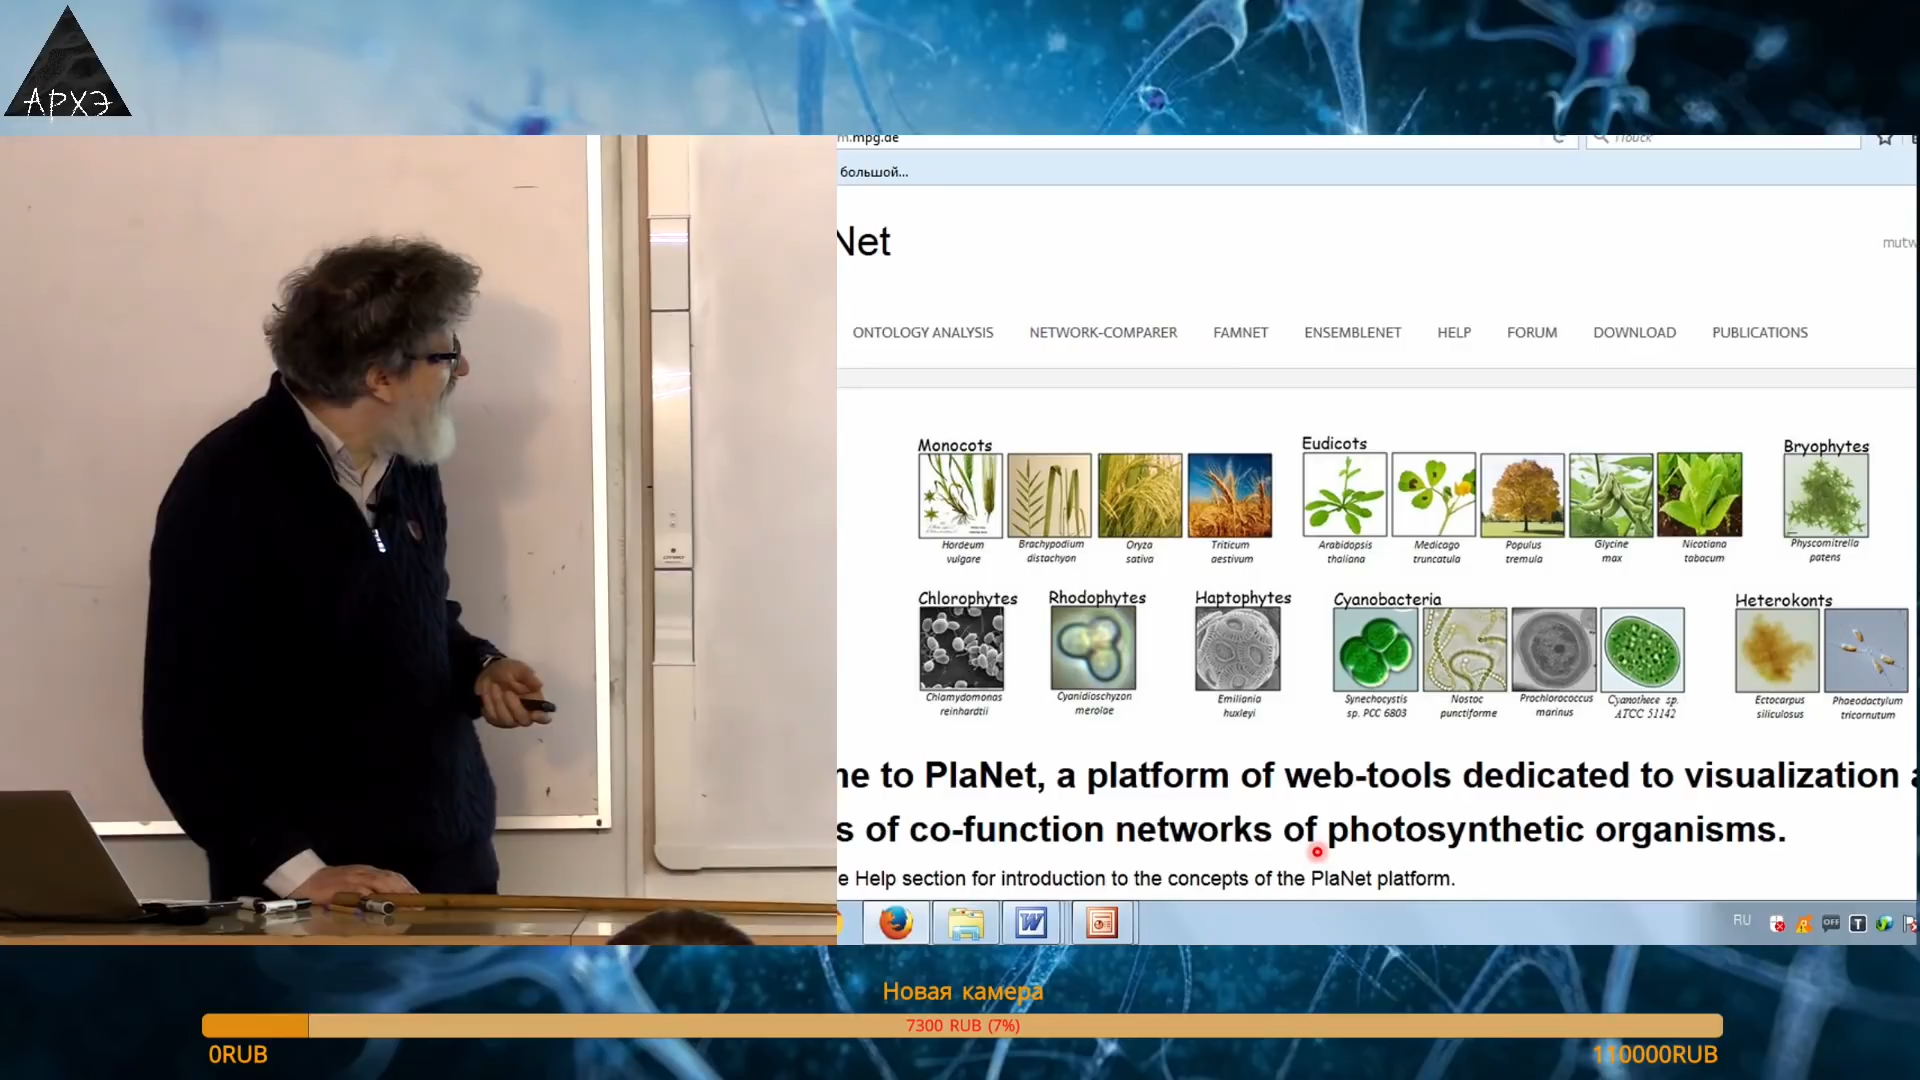 АРХЭ
m.mpg.de
Поиск
большой...
Net
mutw
ONTOLOGY ANALYSIS NETWORK-COMPARER FAMNET ENSEMBLENET HELP FORUM DOWNLOAD PUBLICATIONS
Monocots Eudicots Bryophytes
Hordeum vulgare
Brachypodium distachyon
Oryza sativa
Triticum aestivum
Arabidopsis thaliana
Medicago truncatula
Populus tremula
Glycine max
Nicotiana tabacum
Physcomitrella patens
Chlorophytes Rhodophytes Haptophytes Cyanobacteria Heterokonts
Chlamydomonas reinhardtii
Cyanidioschyzon merolae
Emiliania huxleyi
Synechocystis sp. PCC 6803
Nostoc punctiforme
Prochlorococcus marinus
Cyanothece sp. ATCC 51142
Ectocarpus siliculosus
Phaeodactylum tricornutum
ne to PlaNet, a platform of web-tools dedicated to visualization a
s of co-function networks of photosynthetic organisms.
e Help section for introduction to the concepts of the PlaNet platform.
RU
OFF
Новая камера
7300 RUB (7%)
0RUB
110000RUB